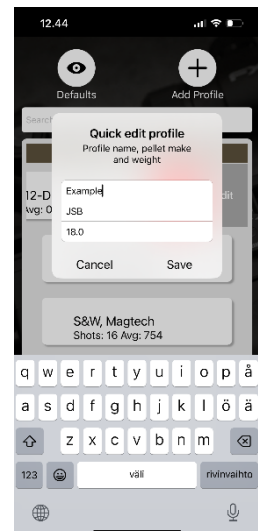 12.44
Defaults
Add Profile
Search
Quick edit profile
Profile name, pellet make
and weight
12-D
Avg: 0
dit
Example
JSB
18.0
Cancel
Save
S&W, Magtech
Shots: 16 Avg: 754
q w e r t y u i o p å
a s d f g h j k l ö ä
z x c v b n m
123
väli
rivinvaihto